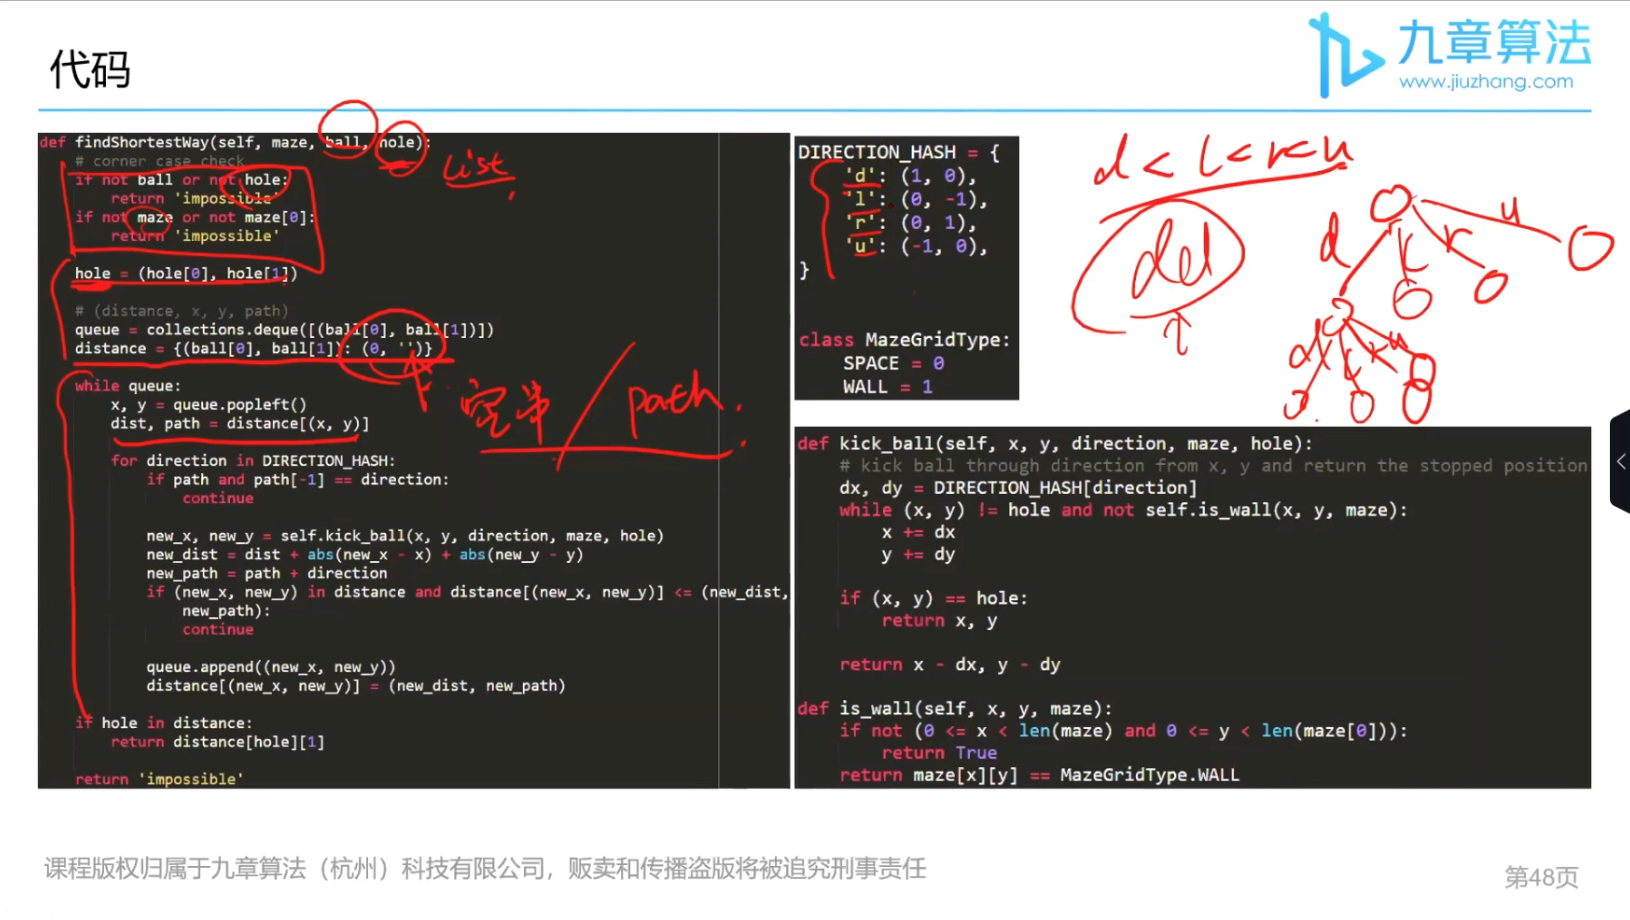 代码
九章算法
www.jiuzhang.com
def findShortestWay(self, maze, ball, hole):
# corner case check
if not ball or not hole:
return 'impossible'
if not maze or not maze[0]:
return 'impossible'
hole = (hole[0], hole[1])
# (distance, x, y, path)
queue = collections.deque([(ball[0], ball[1])])
distance = {(ball[0], ball[1]): (0, '')}
while queue:
x, y = queue.popleft()
dist, path = distance[(x, y)]
for direction in DIRECTION_HASH:
if path and path[-1] == direction:
continue
new_x, new_y = self.kick_ball(x, y, direction, maze, hole)
new_dist = dist + abs(new_x - x) + abs(new_y - y)
new_path = path + direction
if (new_x, new_y) in distance and distance[(new_x, new_y)] <= (new_dist,
new_path):
continue
queue.append((new_x, new_y))
distance[(new_x, new_y)] = (new_dist, new_path)
if hole in distance:
return distance[hole][1]
return 'impossible'
list
空串 / path.
DIRECTION_HASH = {
'd': (1, 0),
'l': (0, -1),
'r': (0, 1),
'u': (-1, 0),
}
class MazeGridType:
SPACE = 0
WALL = 1
d < l < r < u
d
r
u
def kick_ball(self, x, y, direction, maze, hole):
# kick ball through direction from x, y and return the stopped position
dx, dy = DIRECTION_HASH[direction]
while (x, y) != hole and not self.is_wall(x, y, maze):
x += dx
y += dy
if (x, y) == hole:
return x, y
return x - dx, y - dy
def is_wall(self, x, y, maze):
if not (0 <= x < len(maze) and 0 <= y < len(maze[0])):
return True
return maze[x][y] == MazeGridType.WALL
课程版权归属于九章算法（杭州）科技有限公司，贩卖和传播盗版将被追究刑事责任
第48页